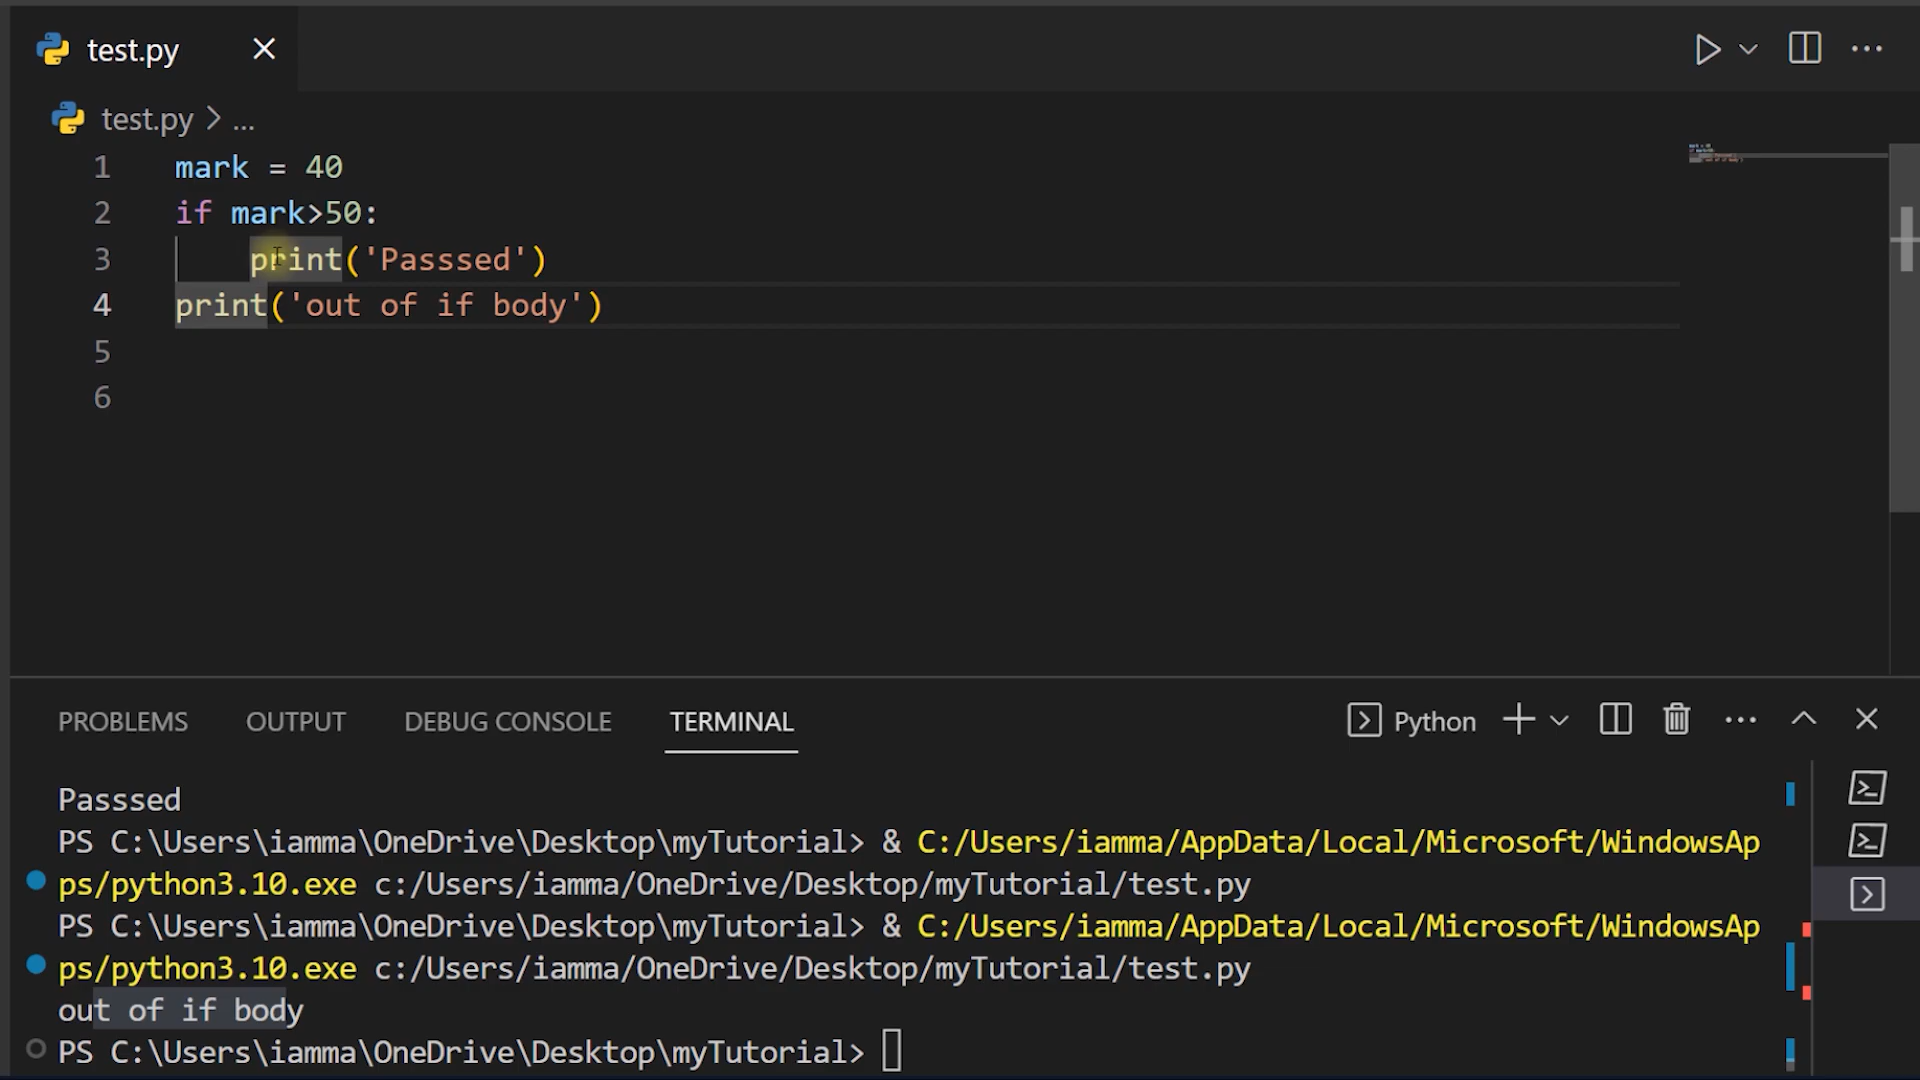 test.py
test.py > ...
1 mark = 40
2 if mark>50:
3     print('Passsed')
4 print('out of if body')
5
6
PROBLEMS OUTPUT DEBUG CONSOLE TERMINAL Python
Passsed
PS C:\Users\iamma\OneDrive\Desktop\myTutorial> & C:/Users/iamma/AppData/Local/Microsoft/WindowsAp
ps/python3.10.exe c:/Users/iamma/OneDrive/Desktop/myTutorial/test.py
PS C:\Users\iamma\OneDrive\Desktop\myTutorial> & C:/Users/iamma/AppData/Local/Microsoft/WindowsAp
ps/python3.10.exe c:/Users/iamma/OneDrive/Desktop/myTutorial/test.py
out of if body
PS C:\Users\iamma\OneDrive\Desktop\myTutorial>